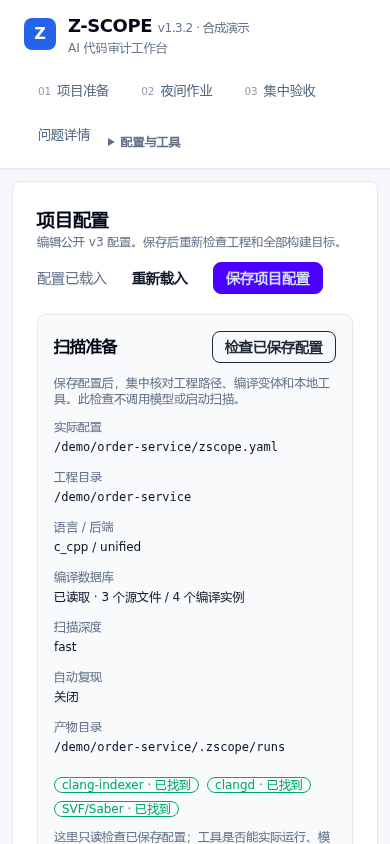 Z
Z-SCOPE v1.3.2 · 合成演示
AI 代码审计工作台
01 项目准备 02 夜间作业 03 集中验收
问题详情 ▶ 配置与工具
项目配置
编辑公开 v3 配置。保存后重新检查工程和全部构建目标。
配置已载入 重新载入 保存项目配置
扫描准备 检查已保存配置
保存配置后，集中核对工程路径、编译变体和本地工
具。此检查不调用模型或启动扫描。
实际配置
/demo/order-service/zscope.yaml
工程目录
/demo/order-service
语言 / 后端
c_cpp / unified
编译数据库
已读取 · 3 个源文件 / 4 个编译实例
扫描深度
fast
自动复现
关闭
产物目录
/demo/order-service/.zscope/runs
clang-indexer · 已找到 clangd · 已找到
SVF/Saber · 已找到
这里只读检查已保存配置；工具是否能实际运行、模